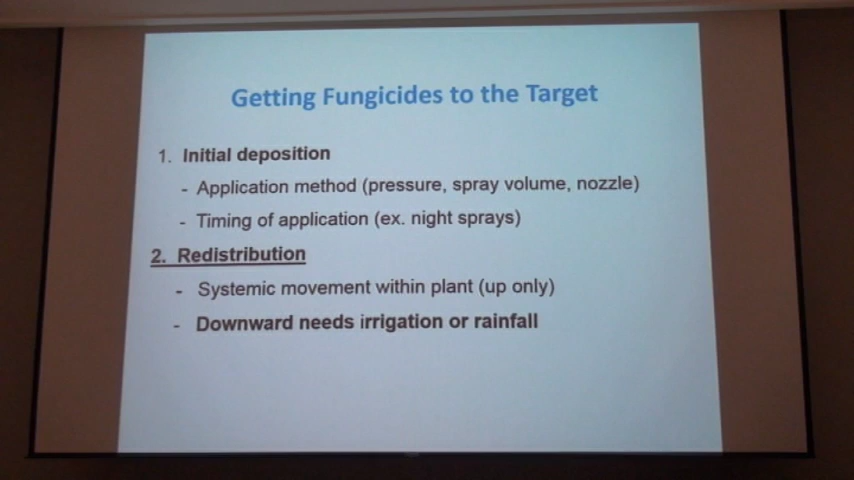 Getting Fungicides to the Target
1. Initial deposition
- Application method (pressure, spray volume, nozzle)
- Timing of application (ex. night sprays)
2. Redistribution
- Systemic movement within plant (up only)
- Downward needs irrigation or rainfall